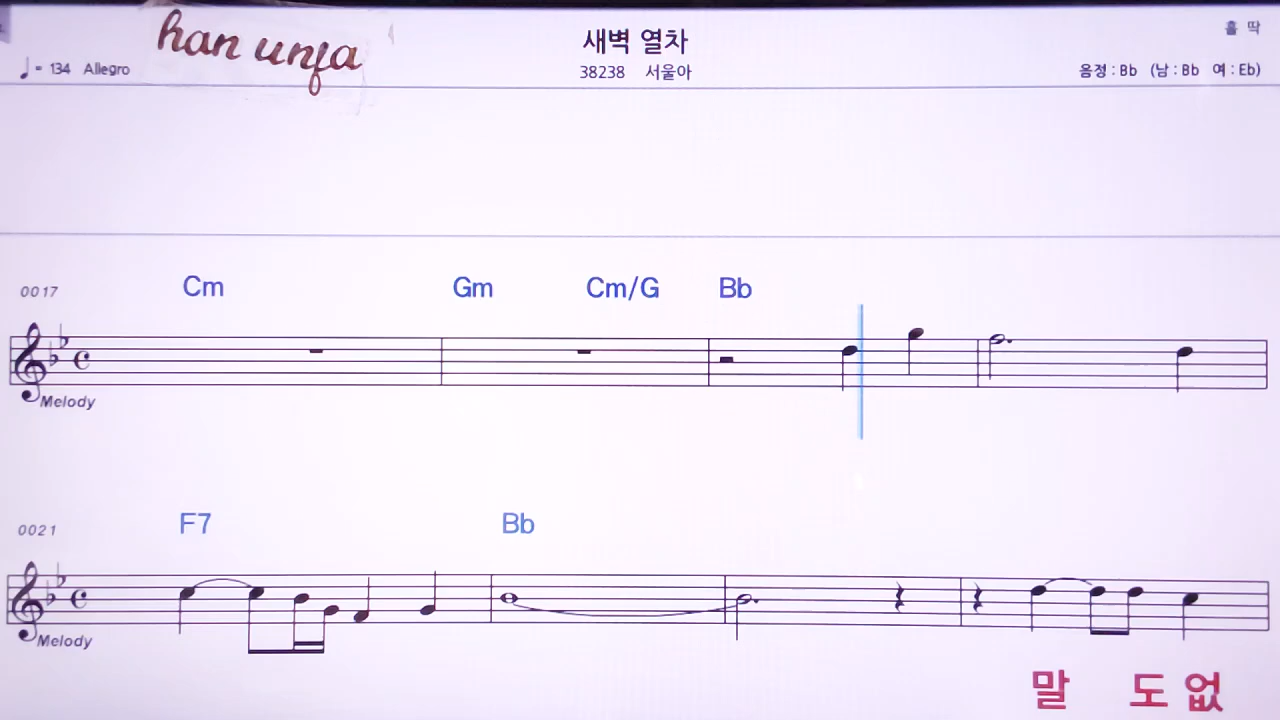 han unja
새벽 열차
홀 딱
♩= 134 Allegro
38238 서울아
음정 : Bb (남 : Bb 여 : Eb)
0017 Cm Gm Cm/G Bb
Melody
0021 F7 Bb
Melody
말 도 없